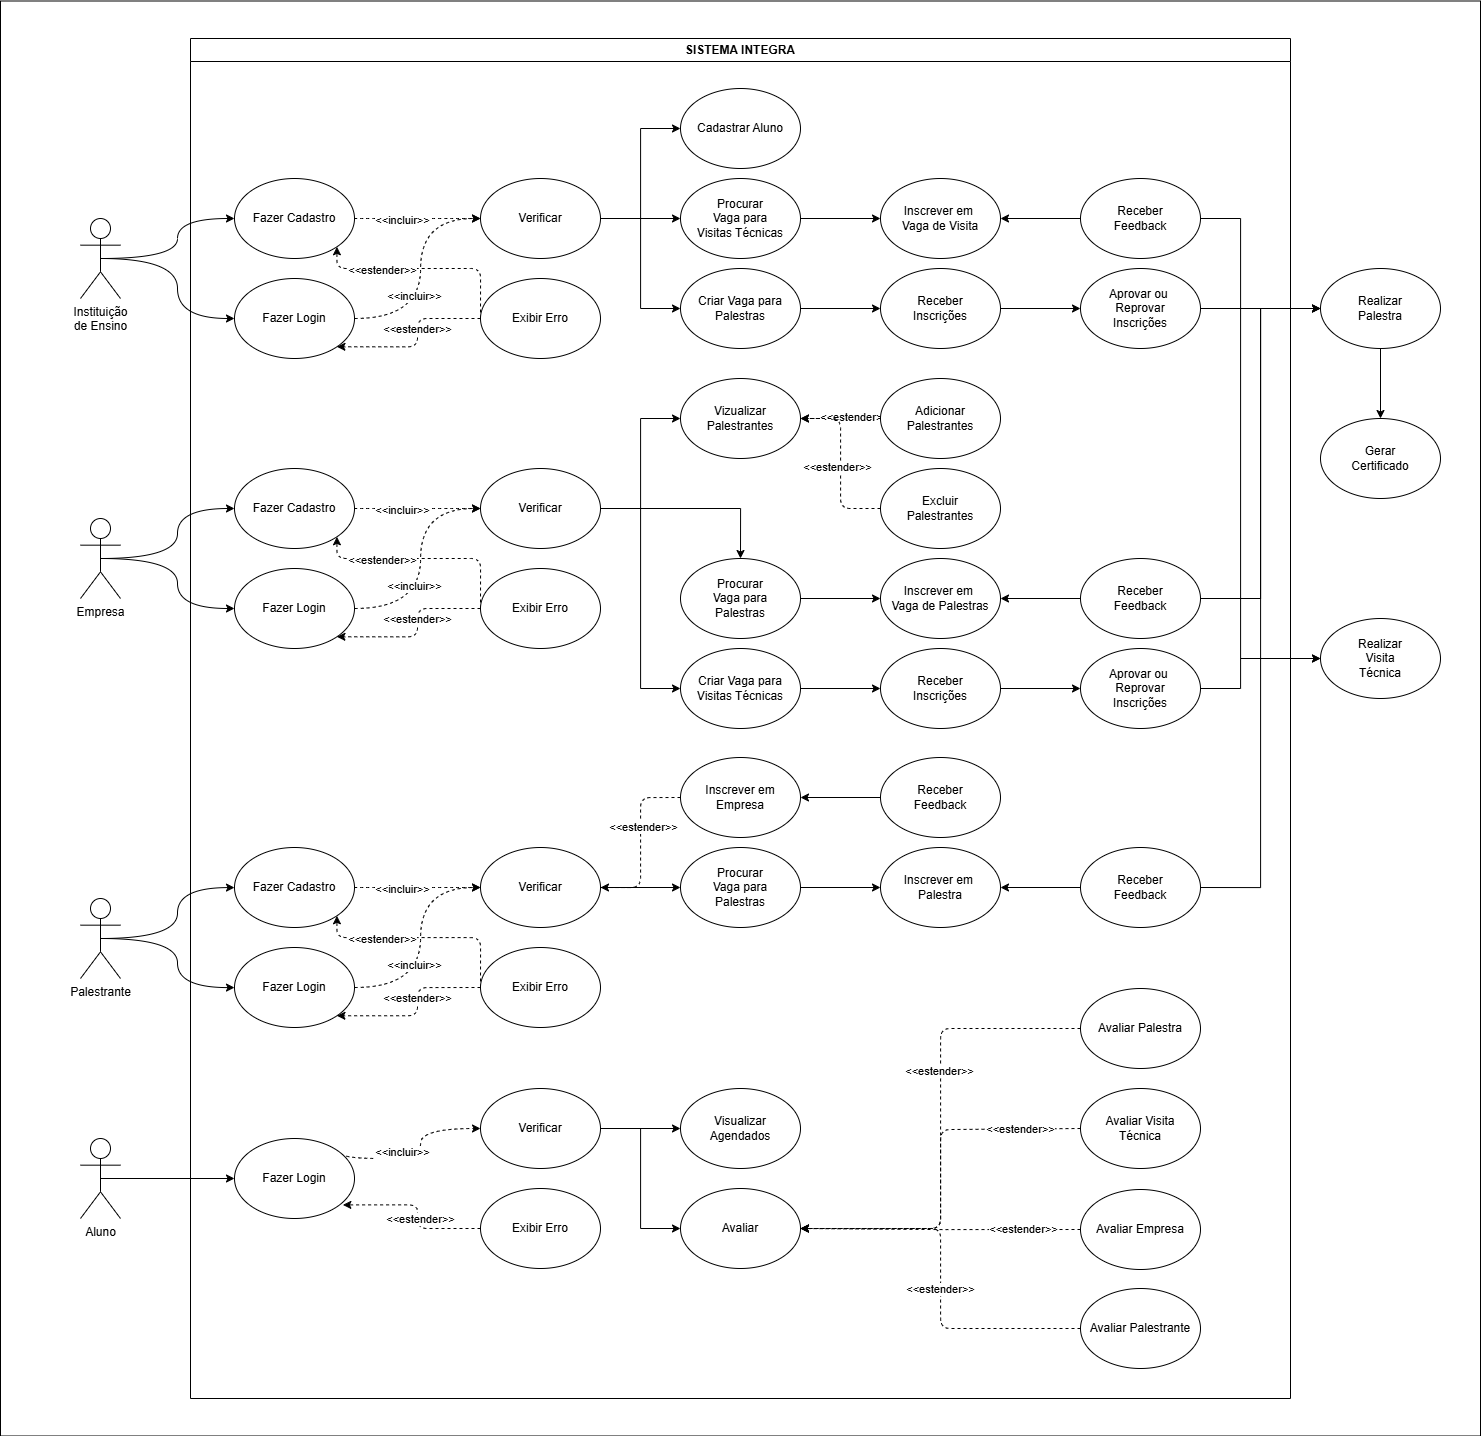 SISTEMA INTEGRA
Cadastrar Aluno
Fazer Cadastro
<<incluir>>
Verificar
Procurar
Vaga para
Visitas Técnicas
Inscrever em
Vaga de Visita
Receber
Feedback
Instituição
de Ensino
<<estender>>
<<incluir>>
Fazer Login
<<estender>>
Exibir Erro
Criar Vaga para
Palestras
Receber
Inscrições
Aprovar ou
Reprovar
Inscrições
Realizar
Palestra
Vizualizar
Palestrantes
<<estender>>
Adicionar
Palestrantes
<<estender>>
Excluir
Palestrantes
Gerar
Certificado
Fazer Cadastro
<<incluir>>
Verificar
<<estender>>
<<incluir>>
Empresa
Fazer Login
<<estender>>
Exibir Erro
Procurar
Vaga para
Palestras
Inscrever em
Vaga de Palestras
Receber
Feedback
Criar Vaga para
Visitas Técnicas
Receber
Inscrições
Aprovar ou
Reprovar
Inscrições
Realizar
Visita
Técnica
Inscrever em
Empresa
Receber
Feedback
<<estender>>
Fazer Cadastro
<<incluir>>
Verificar
Procurar
Vaga para
Palestras
Inscrever em
Palestra
Receber
Feedback
<<estender>>
<<incluir>>
Palestrante
Fazer Login
<<estender>>
Exibir Erro
Avaliar Palestra
<<estender>>
Verificar
Visualizar
Agendados
<<estender>>
Avaliar Visita
Técnica
<<incluir>>
Aluno
Fazer Login
<<estender>>
Exibir Erro
Avaliar
<<estender>>
Avaliar Empresa
<<estender>>
Avaliar Palestrante